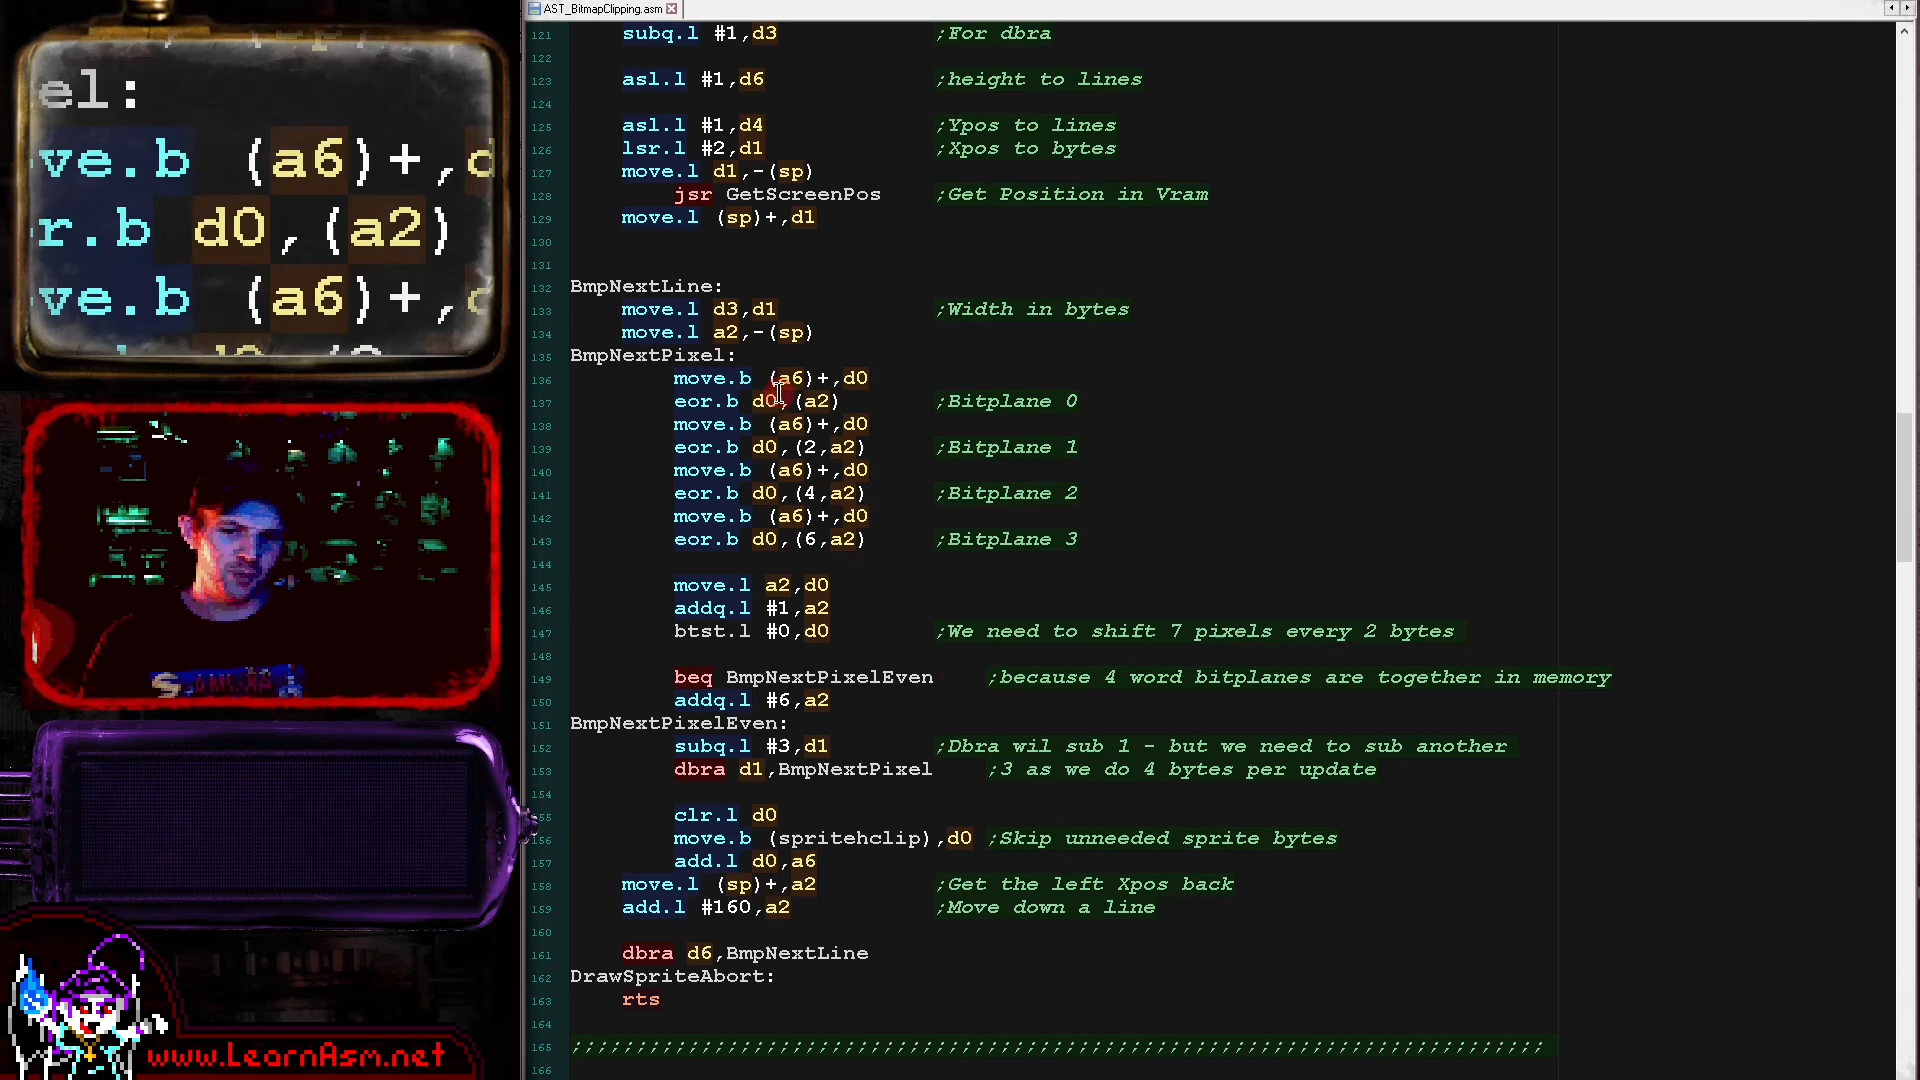 AST_BitmapClipping.asm
el:
ve.b (a6)+,d
r.b d0,(a2)
ve.b (a6)+,d
121 subq.l #1,d3 ;For dbra
122
123 asl.l #1,d6 ;height to lines
124
125 asl.l #1,d4 ;Ypos to lines
126 lsr.l #2,d1 ;Xpos to bytes
127 move.l d1,-(sp)
128 jsr GetScreenPos ;Get Position in Vram
129 move.l (sp)+,d1
130
131
132 BmpNextLine:
133 move.l d3,d1 ;Width in bytes
134 move.l a2,-(sp)
135 BmpNextPixel:
136 move.b (a6)+,d0
137 eor.b d0,(a2) ;Bitplane 0
138 move.b (a6)+,d0
139 eor.b d0,(2,a2) ;Bitplane 1
140 move.b (a6)+,d0
141 eor.b d0,(4,a2) ;Bitplane 2
142 move.b (a6)+,d0
143 eor.b d0,(6,a2) ;Bitplane 3
144
145 move.l a2,d0
146 addq.l #1,a2
147 btst.l #0,d0 ;We need to shift 7 pixels every 2 bytes
148
149 beq BmpNextPixelEven ;because 4 word bitplanes are together in memory
150 addq.l #6,a2
151 BmpNextPixelEven:
152 subq.l #3,d1 ;Dbra wil sub 1 - but we need to sub another
153 dbra d1,BmpNextPixel ;3 as we do 4 bytes per update
154
155 clr.l d0
156 move.b (spritehclip),d0 ;Skip unneeded sprite bytes
157 add.l d0,a6
158 move.l (sp)+,a2 ;Get the left Xpos back
159 add.l #160,a2 ;Move down a line
160
161 dbra d6,BmpNextLine
162 DrawSpriteAbort:
163 rts
164
165 ;;;;;;;;;;;;;;;;;;;;;;;;;;;;;;;;;;;;;;;;;;;;;;;;;;;;;;;;;;;;;;;;;;;;;;;;;;;
166
www.LearnAsm.net